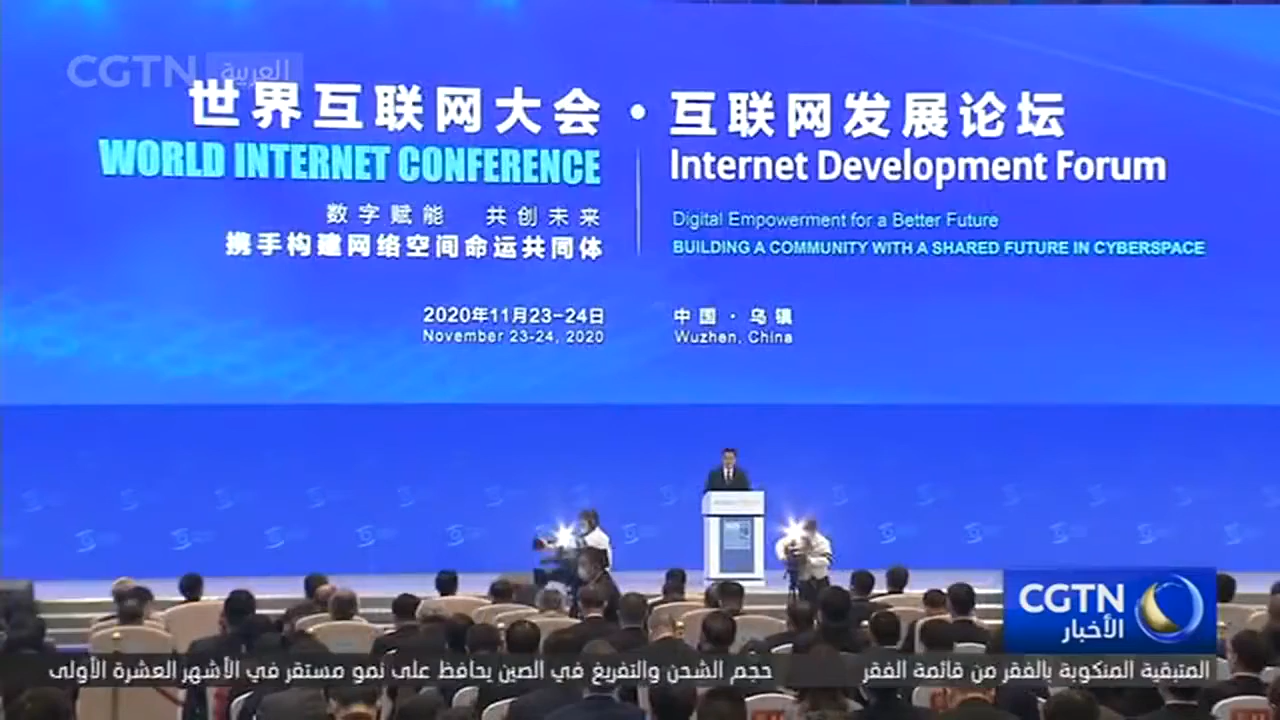 CGTN العربية
世界互联网大会 · 互联网发展论坛
WORLD INTERNET CONFERENCE
Internet Development Forum
数字赋能 共创未来
携手构建网络空间命运共同体
Digital Empowerment for a Better Future
BUILDING A COMMUNITY WITH A SHARED FUTURE IN CYBERSPACE
2020年11月23-24日
November 23-24, 2020
中国·乌镇
Wuzhen, China
CGTN
الأخبار
المتبقية المنكوبة بالفقر من قائمة الفقر
حجم الشحن والتفريغ في الصين يحافظ على نمو مستقر في الأشهر العشرة الأولى